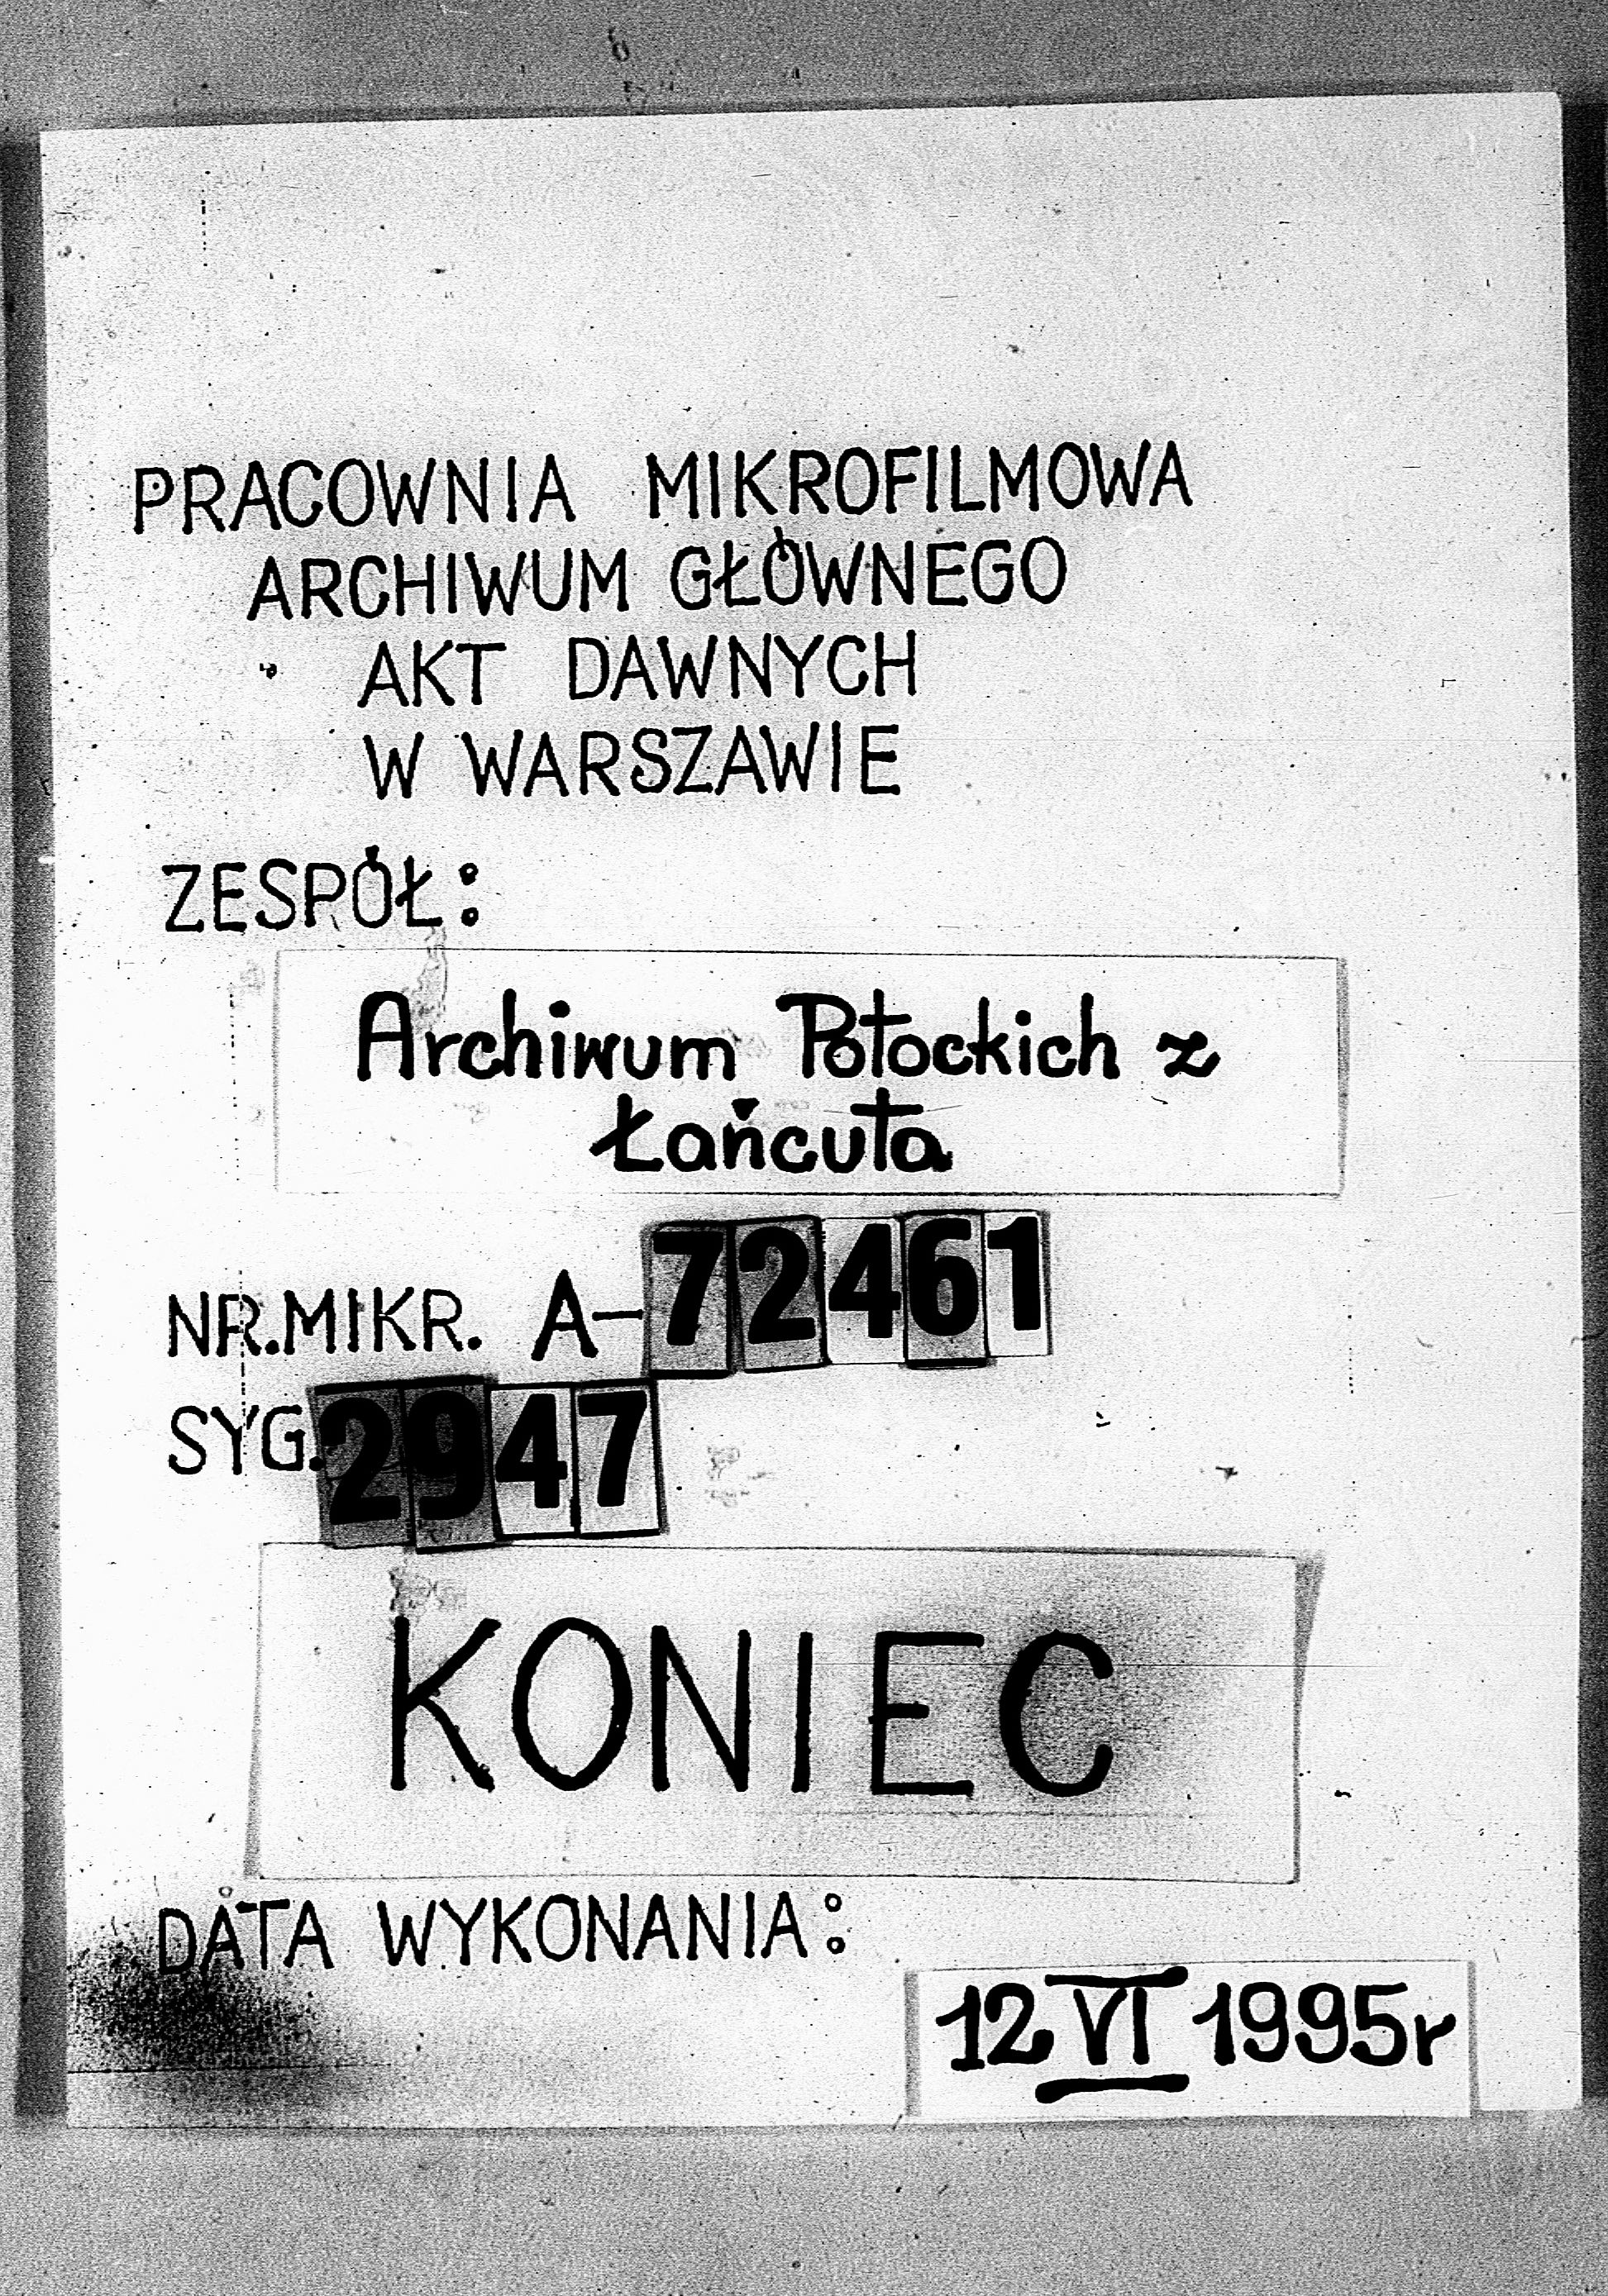 PRACOWNIA MIKROFILMOWA
ARCHIWUM GŁÓWNEGO
AKT DAWNYCH
W WARSZAWIE
ZESPÓŁ:
Archiwum Potockich z
Łańcuta
NR.MIKR. A-72461
SYG. 2947
KONIEC
DATA WYKONANIA:
12 VI 1995r